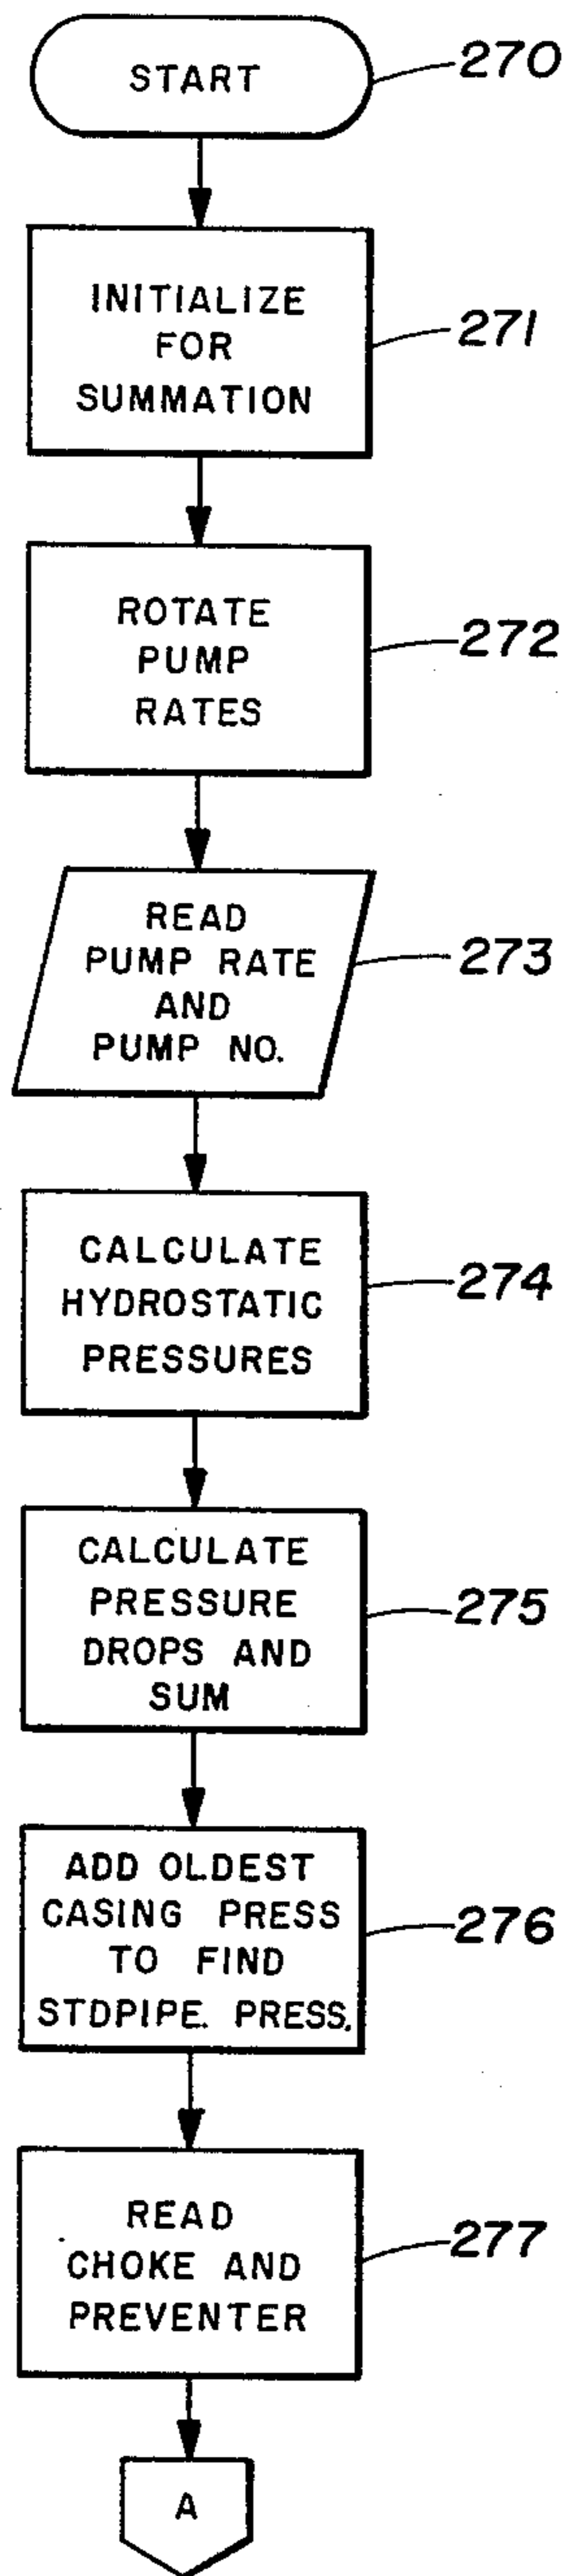 START
270
INITIALIZE
FOR
SUMMATION
271
ROTATE
PUMP
RATES
272
READ
PUMP RATE
AND
PUMP NO.
273
CALCULATE
HYDROSTATIC
PRESSURES
274
CALCULATE
PRESSURE
DROPS AND
SUM
275
ADD OLDEST
CASING PRESS
TO FIND
STDPIPE. PRESS.
276
READ
CHOKE AND
PREVENTER
277
A